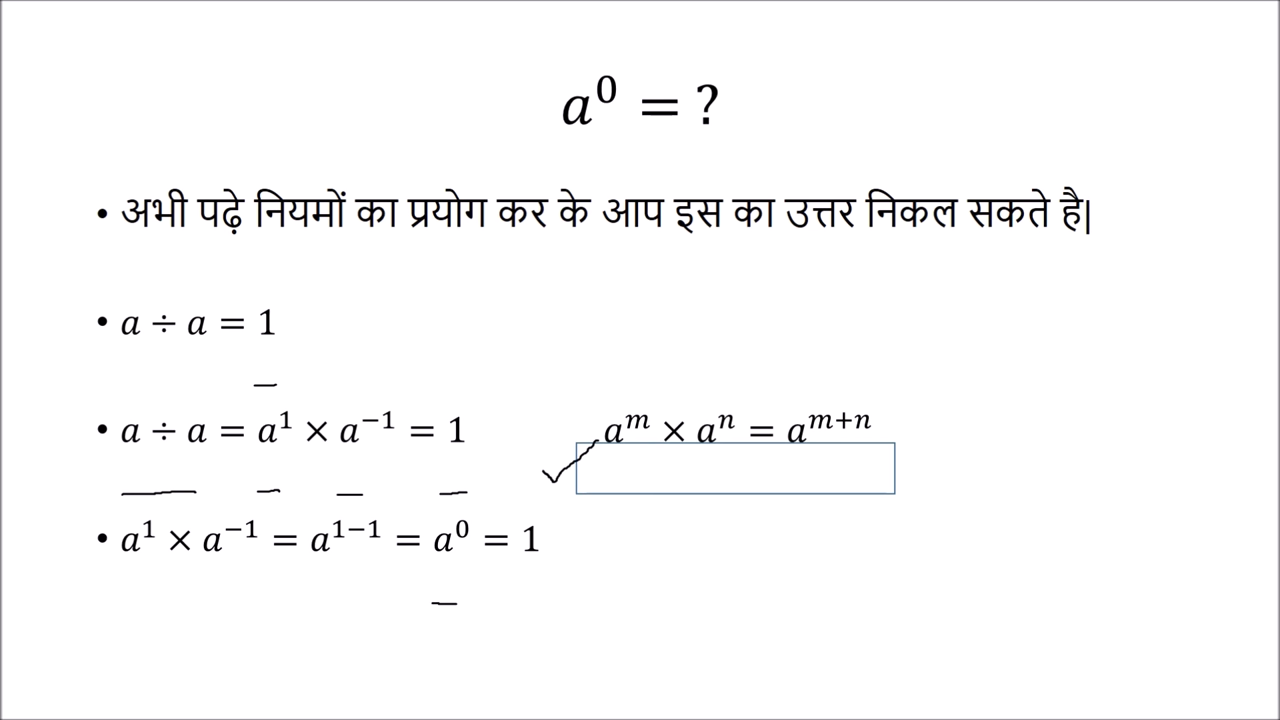 a⁰ = ?
• अभी पढ़े नियमों का प्रयोग कर के आप इस का उत्तर निकल सकते है|
• a ÷ a = 1
• a ÷ a = a¹ × a⁻¹ = 1
aᵐ × aⁿ = aᵐ⁺ⁿ
• a¹ × a⁻¹ = a¹⁻¹ = a⁰ = 1